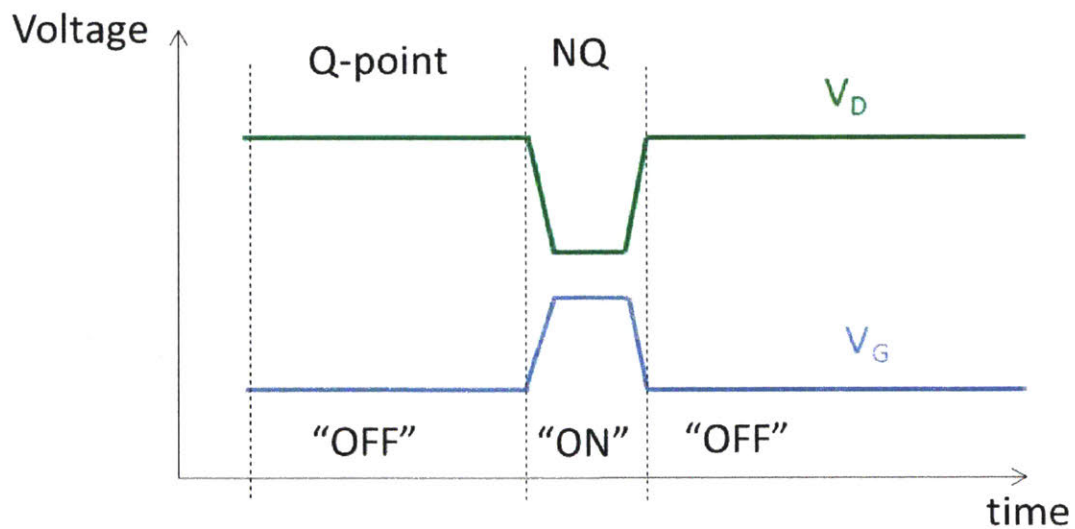 Voltage
Q-point
NQ
V_D
V_G
“OFF”
“ON”
“OFF”
time